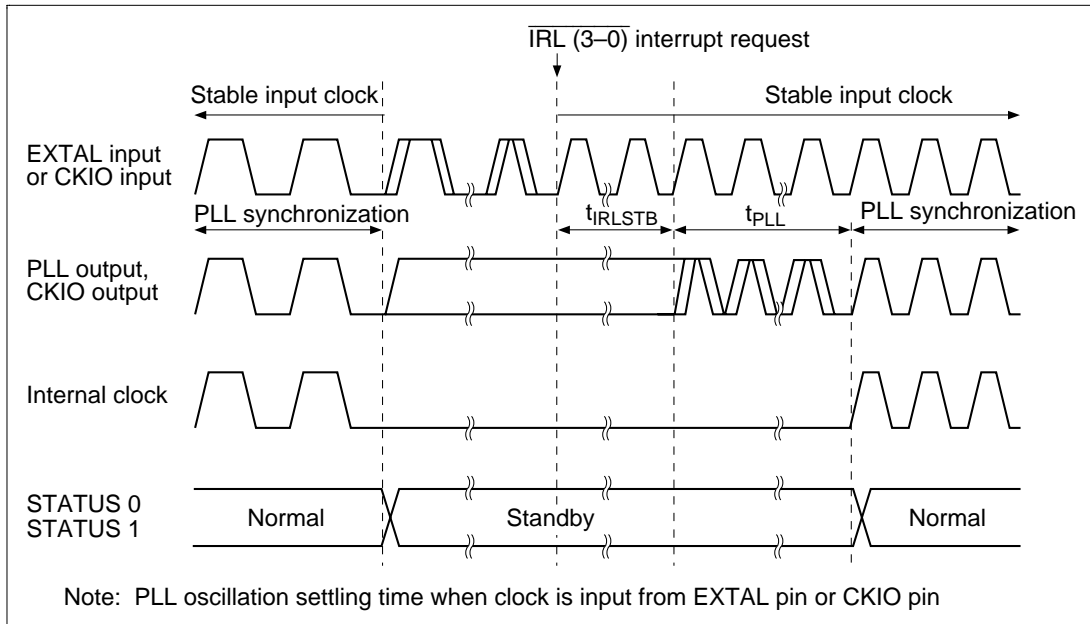 IRL (3–0) interrupt request
Stable input clock
Stable input clock
EXTAL input
or CKIO input
PLL synchronization
tIRLSTB
tPLL
PLL synchronization
PLL output,
CKIO output
Internal clock
STATUS 0
STATUS 1
Normal
Standby
Normal
Note: PLL oscillation settling time when clock is input from EXTAL pin or CKIO pin